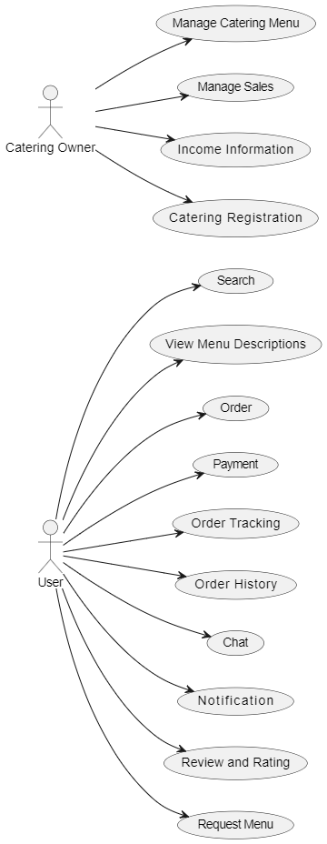 Manage Catering Menu
Manage Sales
Catering Owner
Income Information
Catering Registration
Search
View Menu Descriptions
Order
Payment
Order Tracking
User
Order History
Chat
Notification
Review and Rating
Request Menu